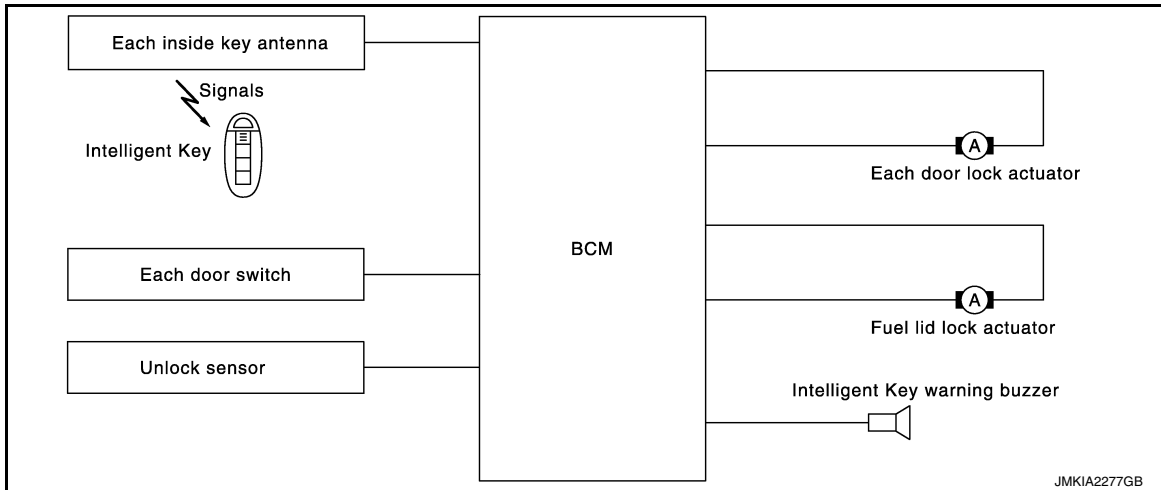 Each inside key antenna
Signals
Intelligent Key
Each door switch
Unlock sensor
BCM
A
Each door lock actuator
A
Fuel lid lock actuator
Intelligent Key warning buzzer
JMKIA2277GB